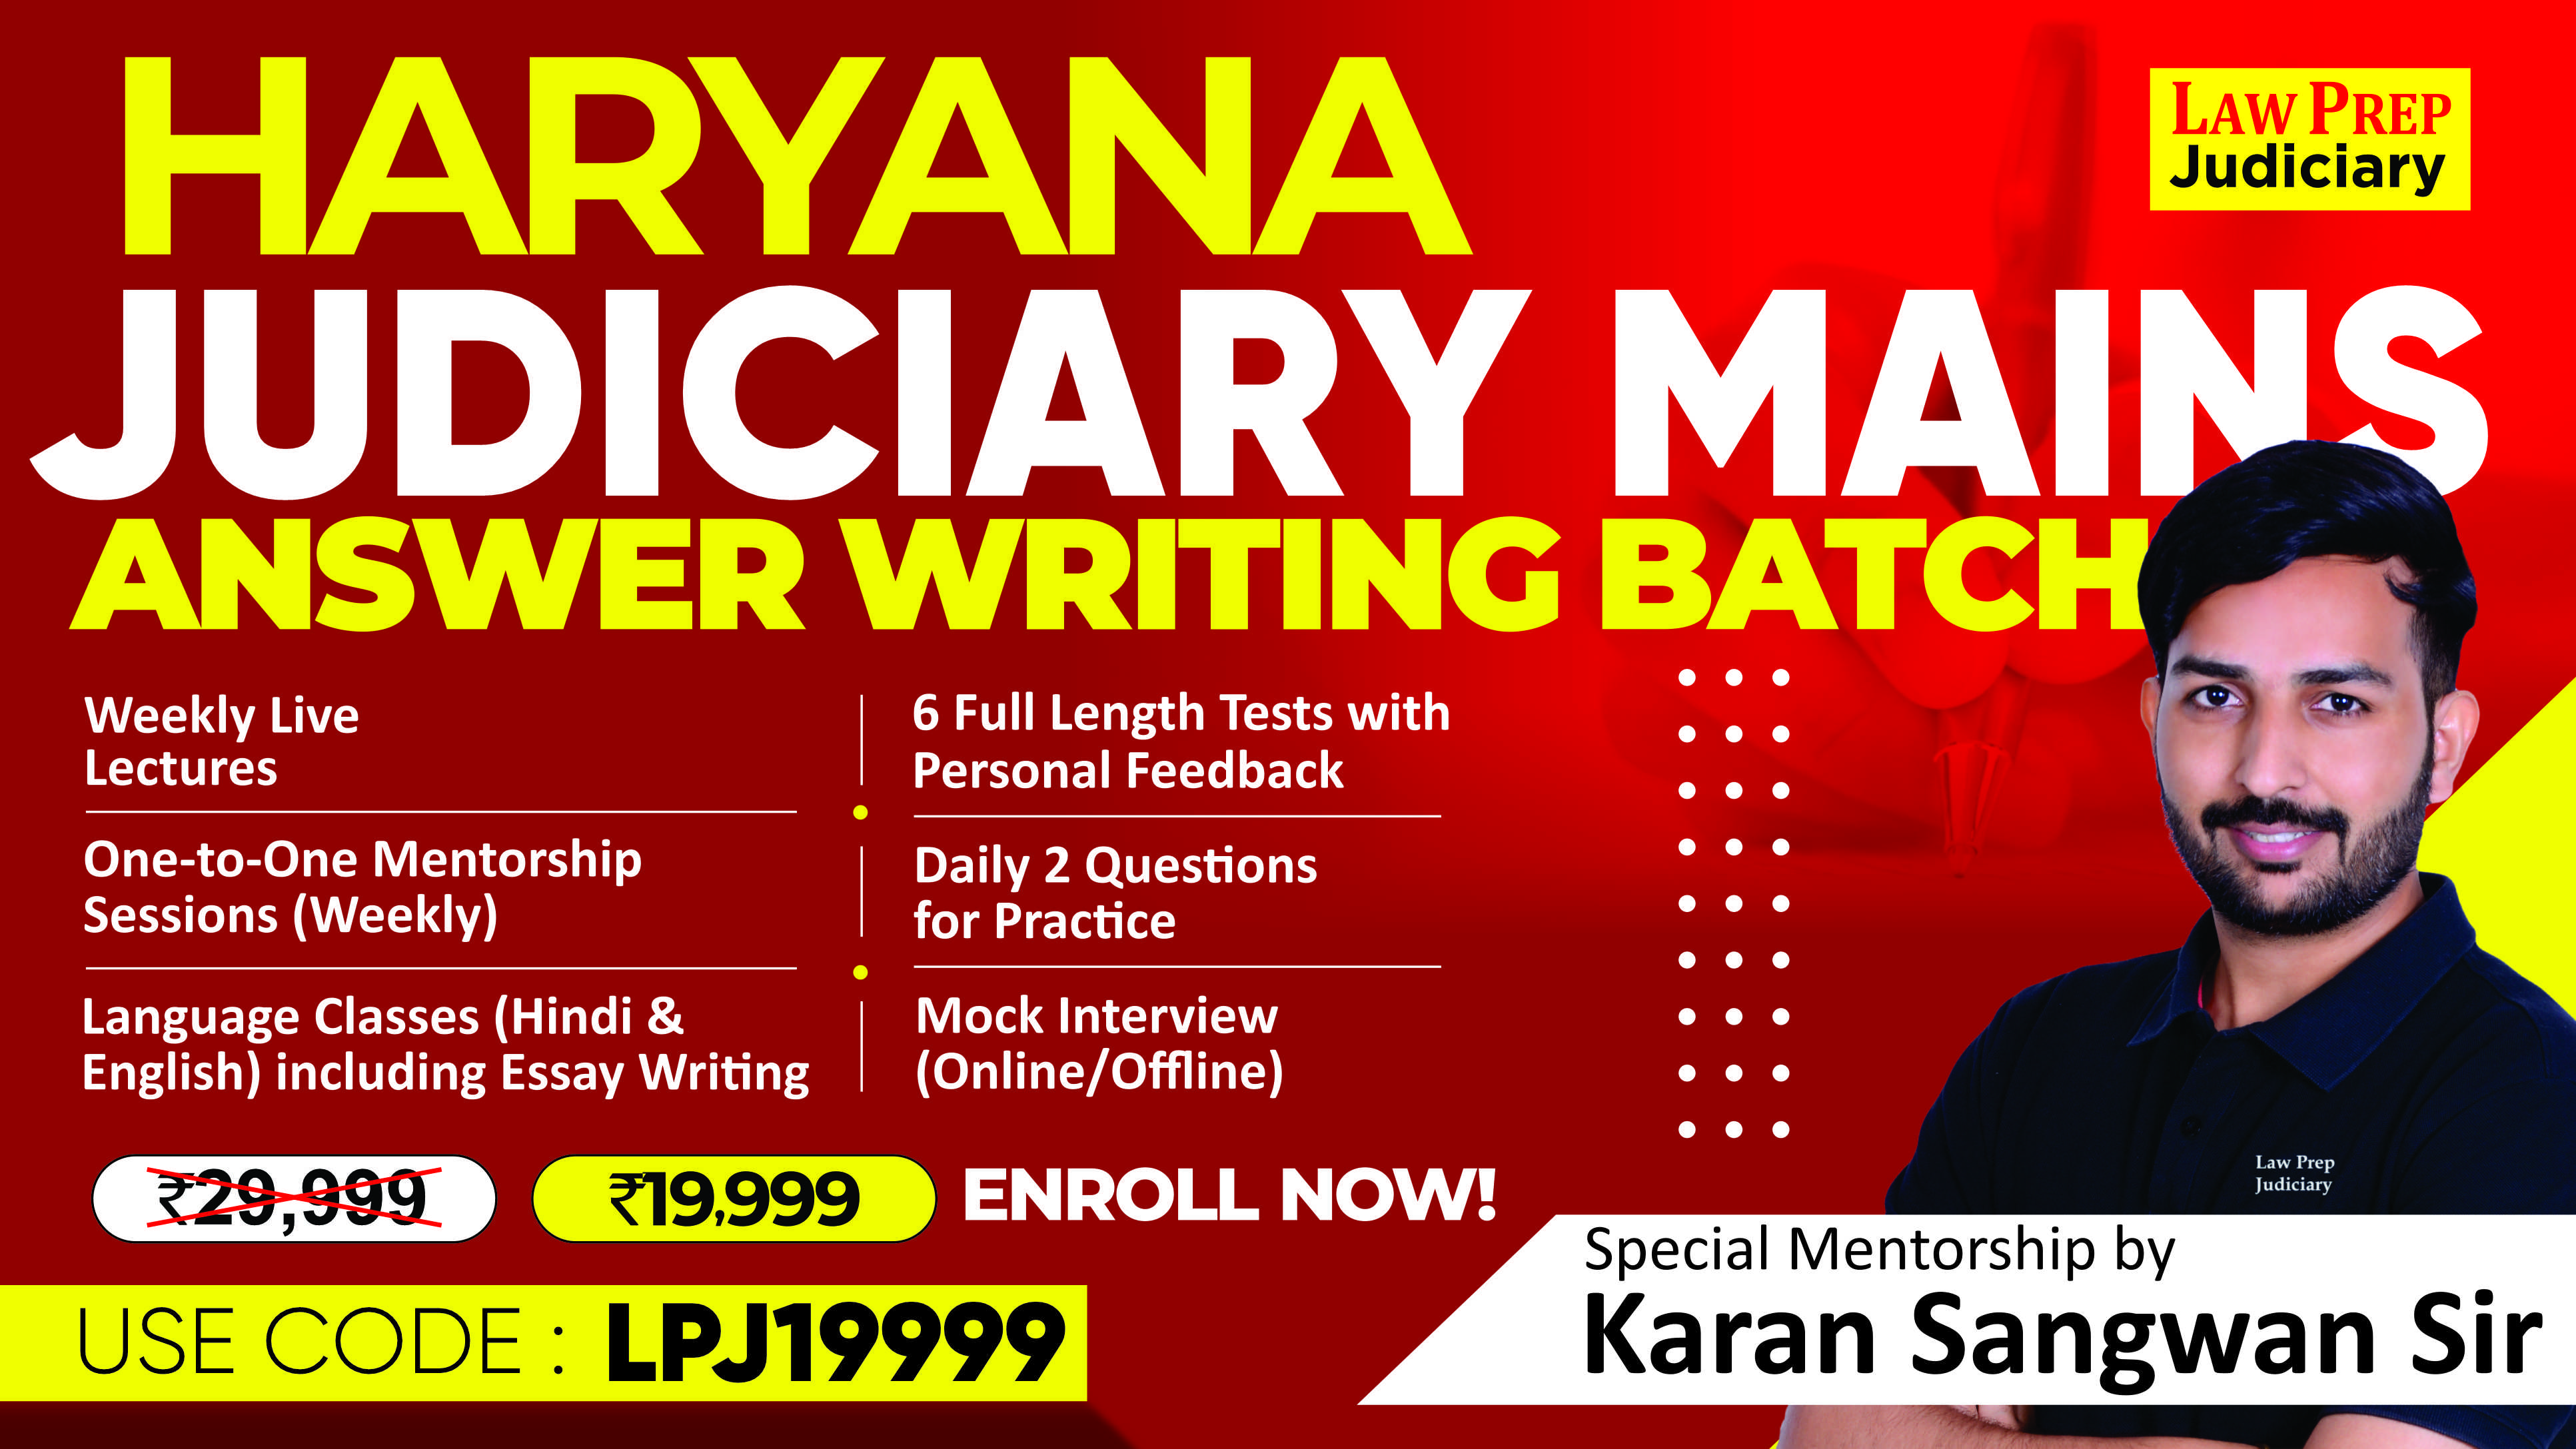 HARYANA
LAW PREP
Judiciary
JUDICIARY MAINS
ANSWER WRITING BATCH
Weekly Live
Lectures
6 Full Length Tests with
Personal Feedback
One-to-One Mentorship
Sessions (Weekly)
Daily 2 Questions
for Practice
Language Classes (Hindi &
English) including Essay Writing
Mock Interview
(Online/Offline)
₹29,999
₹19,999
ENROLL NOW!
USE CODE : LPJ19999
Law Prep
Judiciary
Special Mentorship by
Karan Sangwan Sir